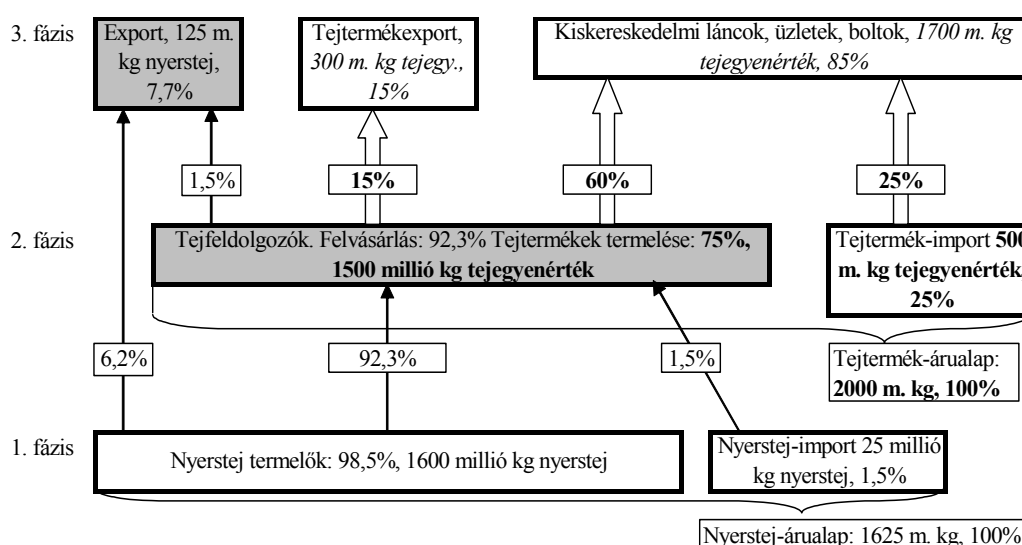 3. fázis
Export, 125 m.
kg nyerstej,
7,7%
Tejtermékexport,
300 m. kg tejegy.,
15%
Kiskereskedelmi láncok, üzletek, boltok, 1700 m. kg
tejegyenérték, 85%
1,5%
15%
60%
25%
2. fázis
Tejfeldolgozók. Felvásárlás: 92,3% Tejtermékek termelése: 75%,
1500 millió kg tejegyenérték
Tejtermék-import 500
m. kg tejegyenérték,
25%
6,2%
92,3%
1,5%
Tejtermék-árualap:
2000 m. kg, 100%
1. fázis
Nyerstej termelők: 98,5%, 1600 millió kg nyerstej
Nyerstej-import 25 millió
kg nyerstej, 1,5%
Nyerstej-árualap: 1625 m. kg, 100%